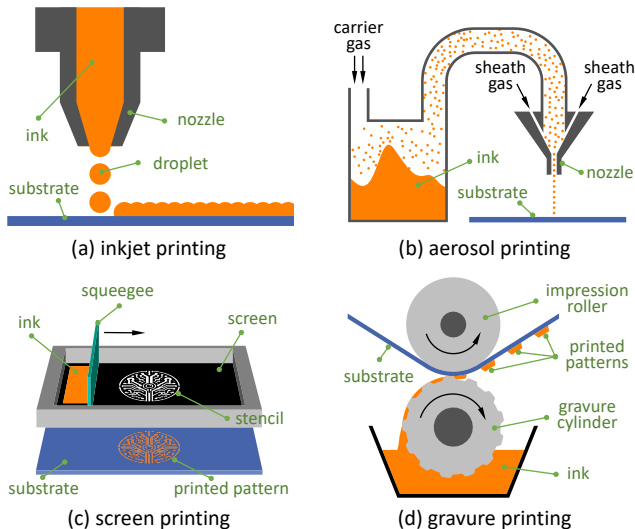 ink
nozzle
droplet
substrate
(a) inkjet printing
carrier
gas
sheath
gas
sheath
gas
ink
nozzle
substrate
(b) aerosol printing
squeegee
ink
screen
stencil
substrate
printed pattern
(c) screen printing
impression
roller
substrate
printed
patterns
gravure
cylinder
ink
(d) gravure printing